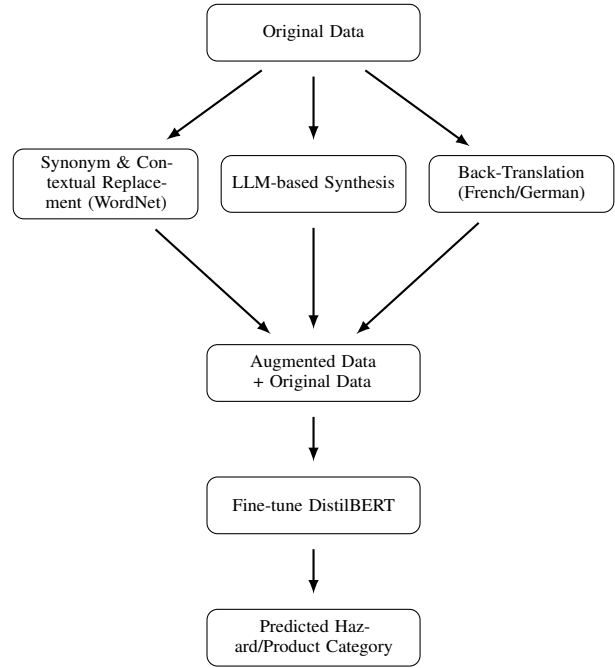 Original Data
Synonym & Con-
textual Replace-
ment (WordNet)
LLM-based Synthesis
Back-Translation
(French/German)
Augmented Data
+ Original Data
Fine-tune DistilBERT
Predicted Haz-
ard/Product Category